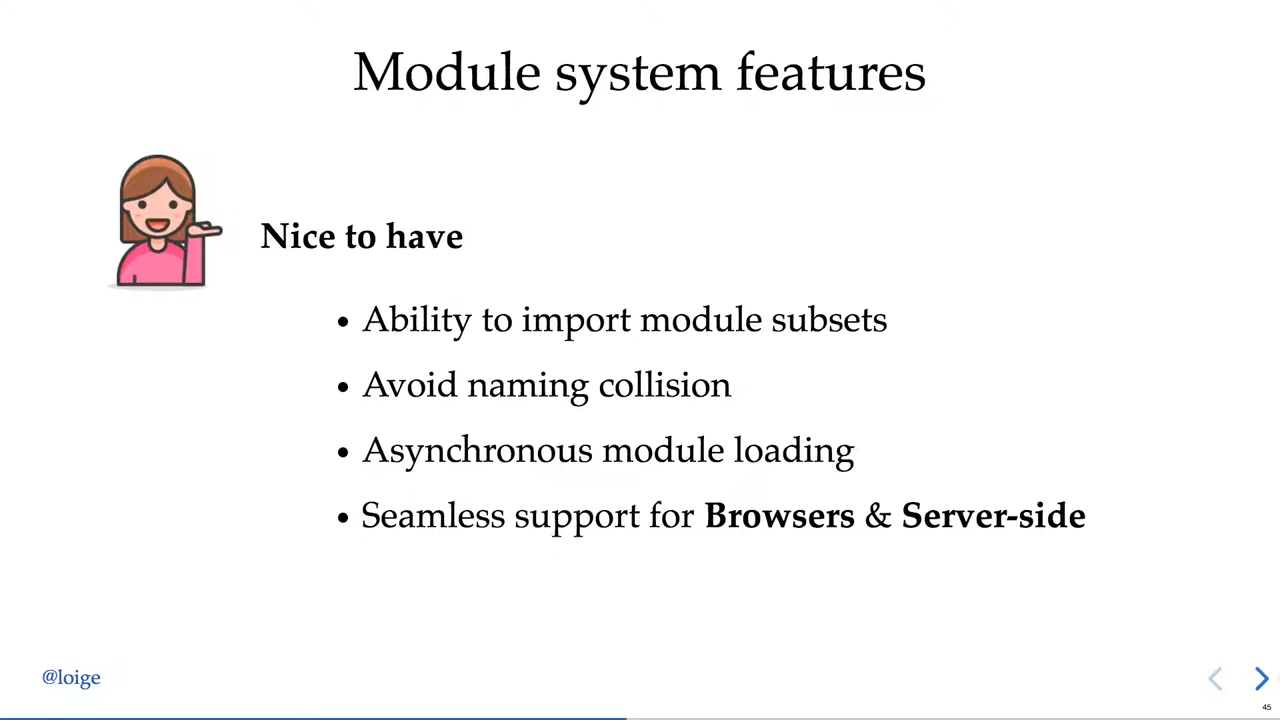 Module system features
Nice to have
• Ability to import module subsets
• Avoid naming collision
• Asynchronous module loading
• Seamless support for Browsers & Server-side
@loige
45